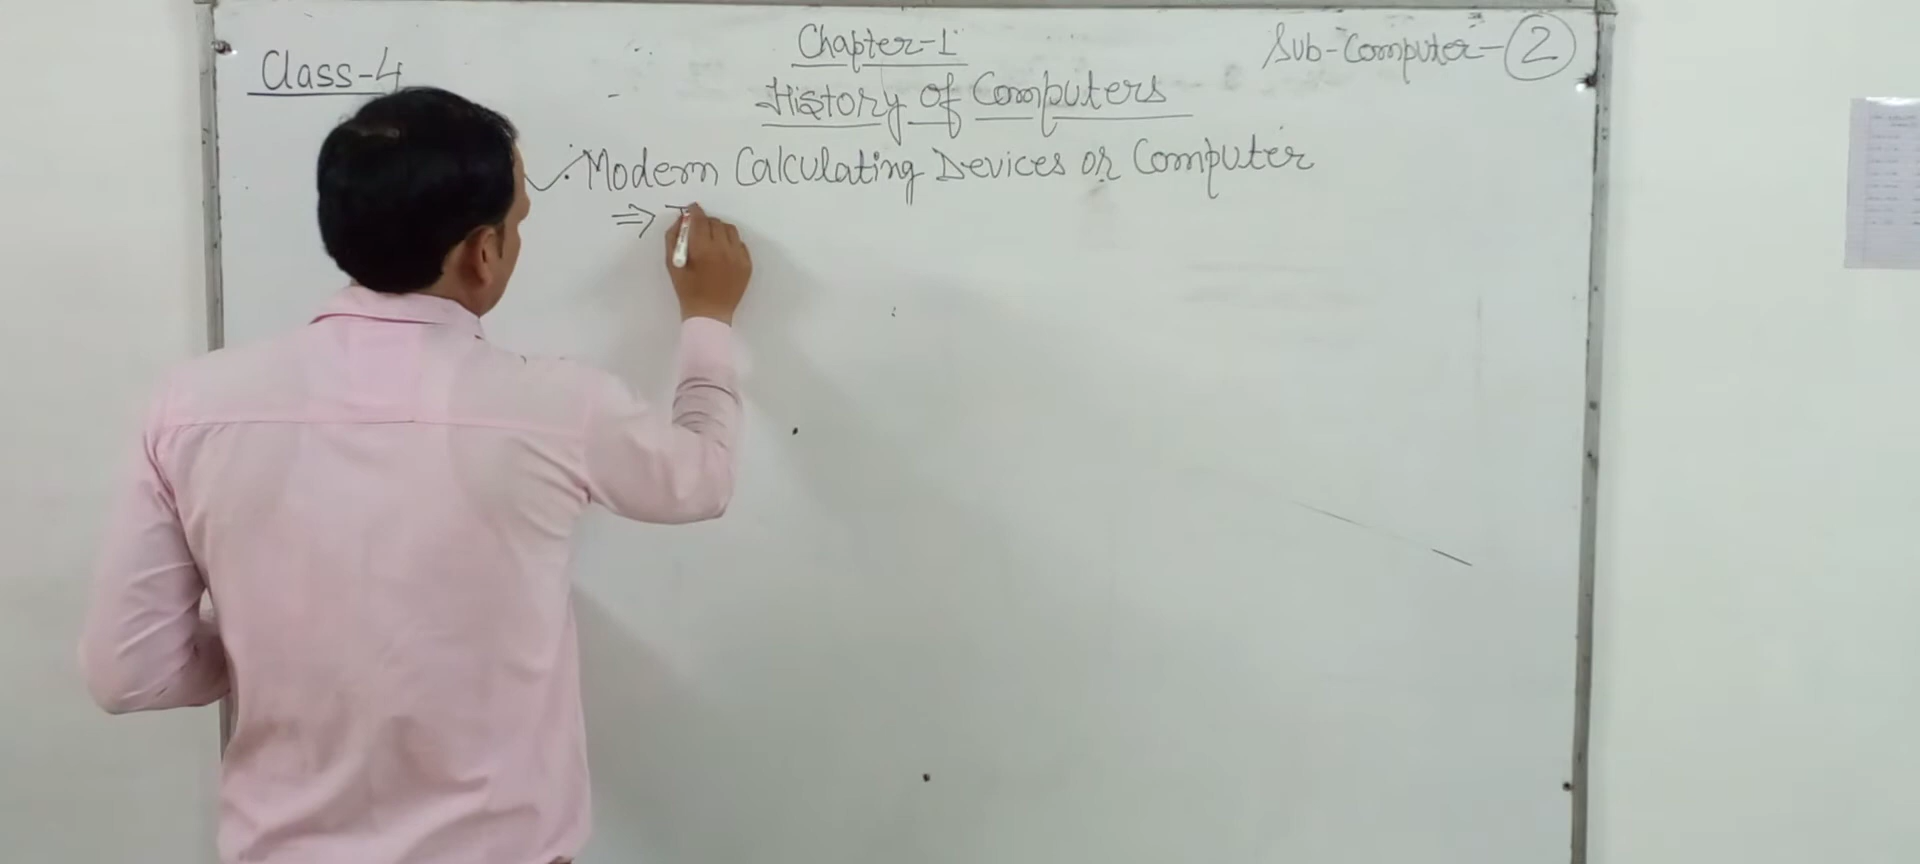 Class-4
Chapter-1
Sub-Computer-2
History of Computers
Modern Calculating Devices or Computer
⇒ T